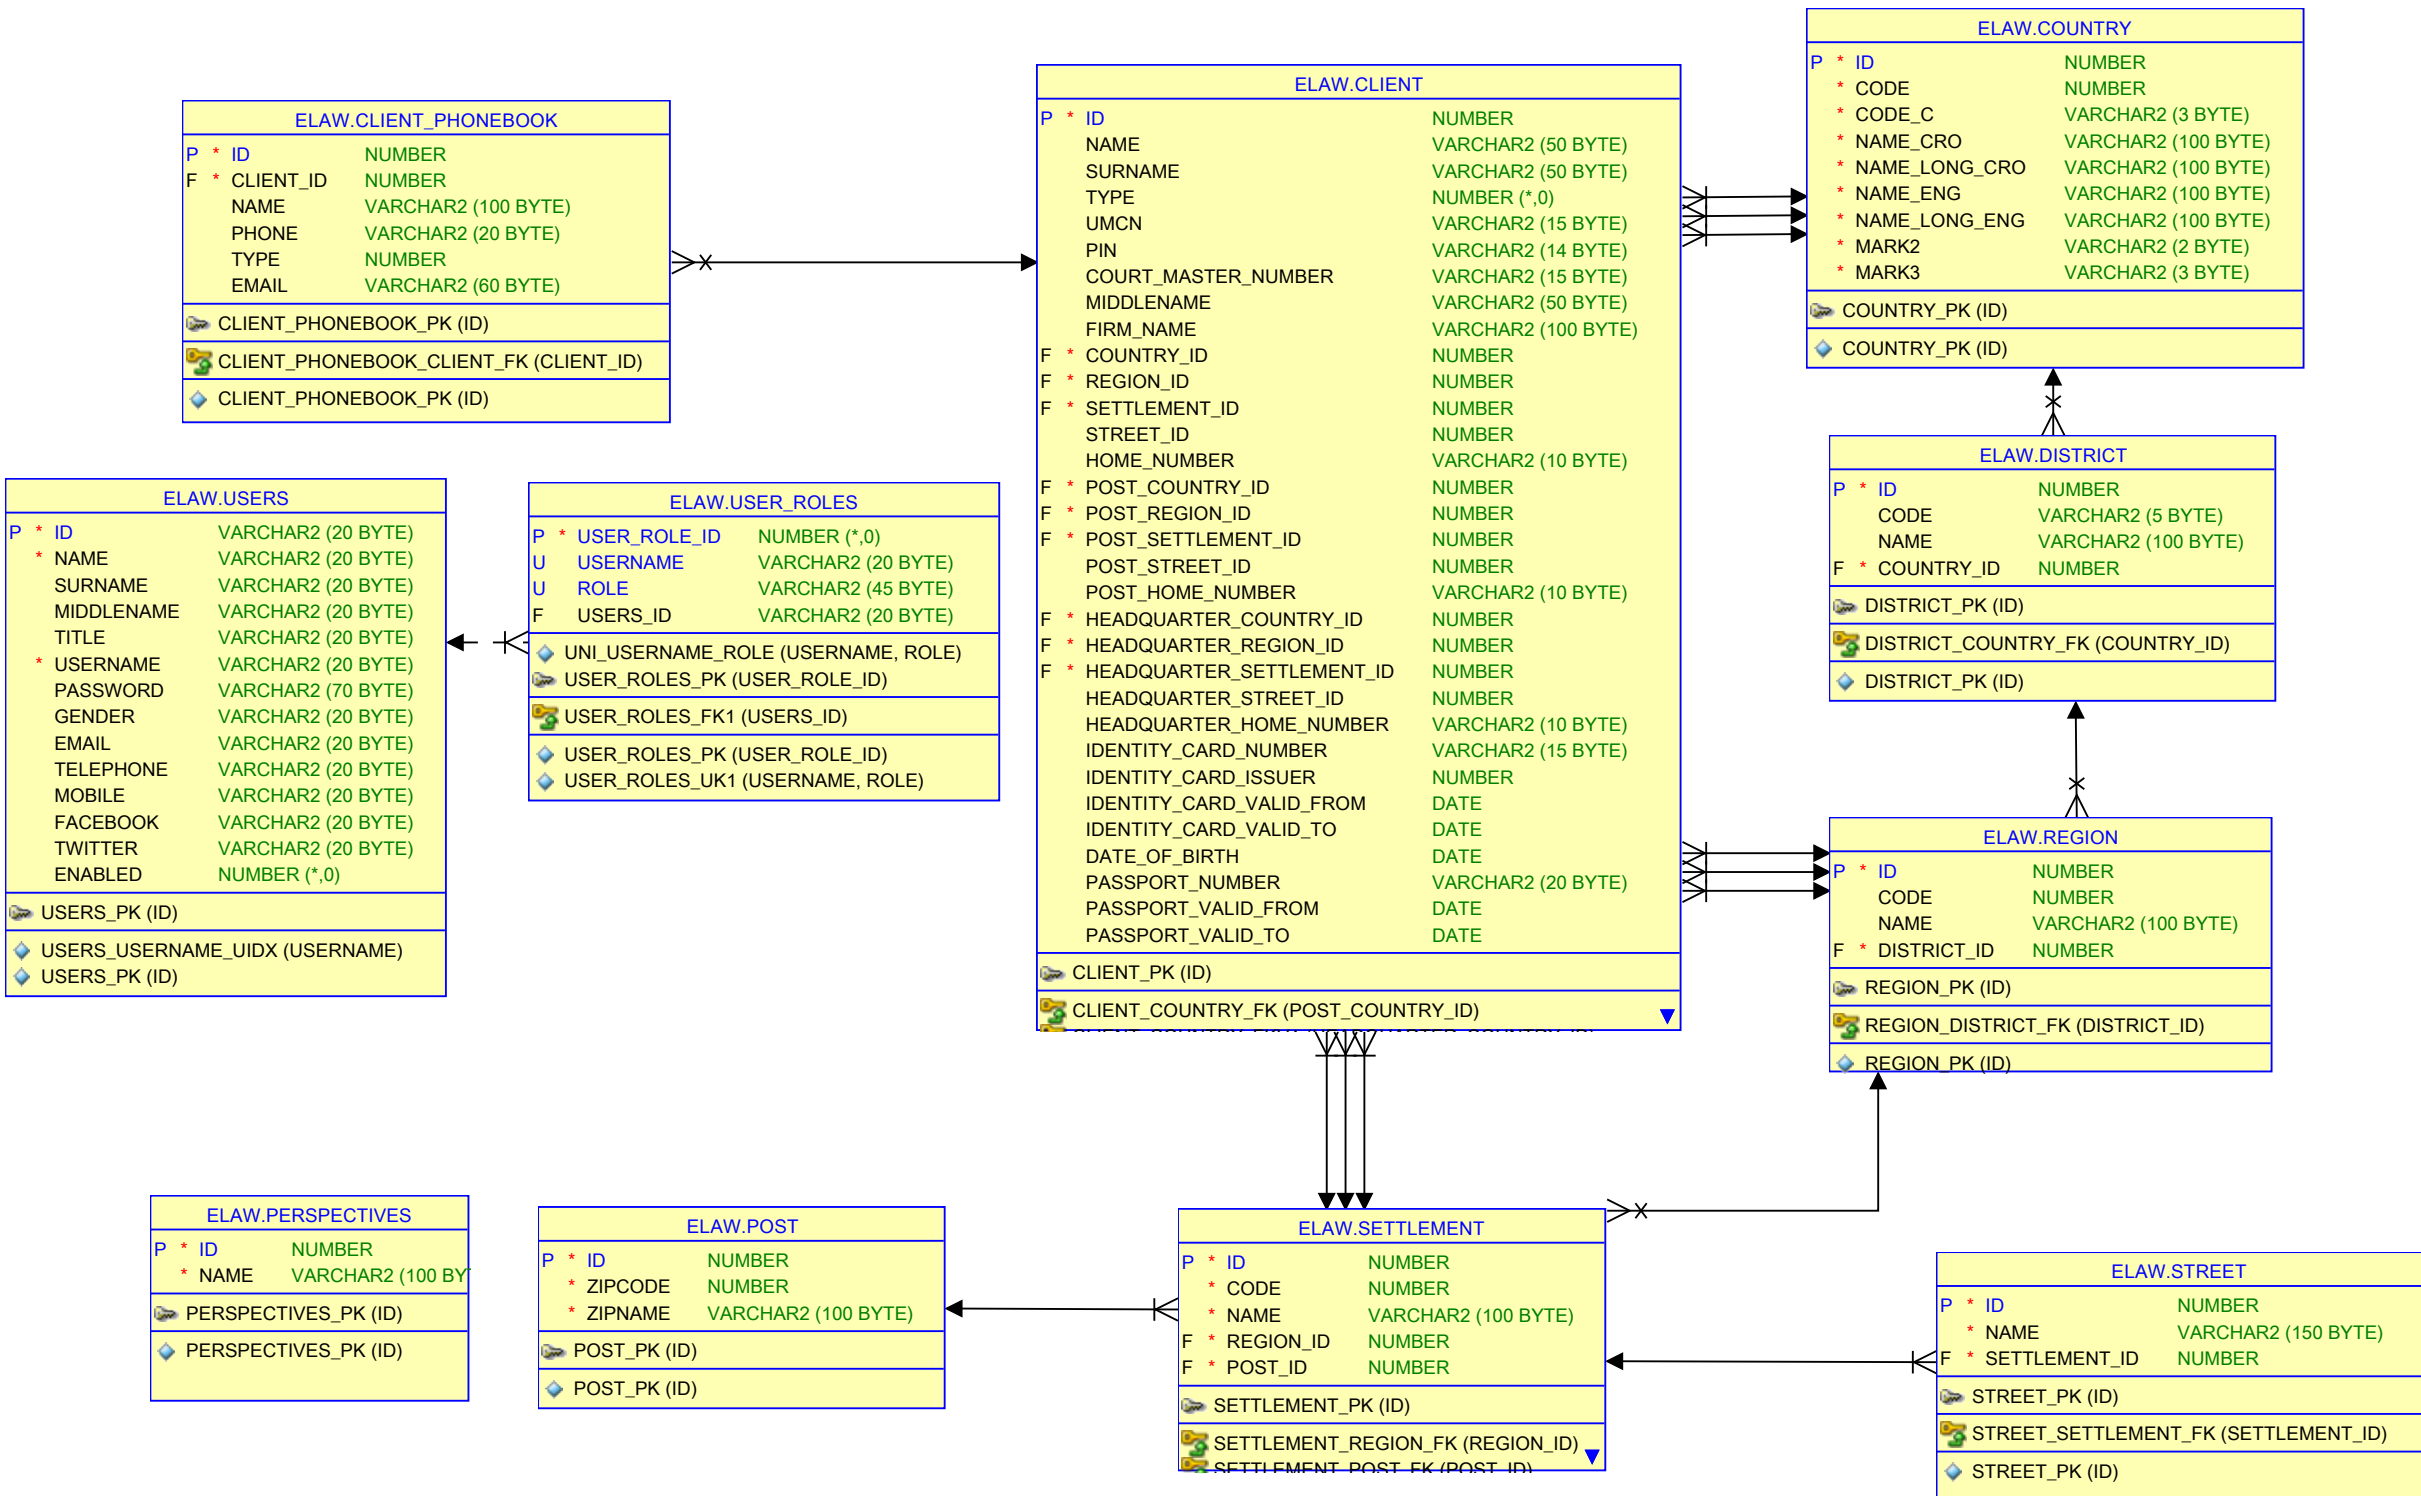 ELAW.CLIENT_PHONEBOOK
P * ID NUMBER
F * CLIENT_ID NUMBER
NAME VARCHAR2 (100 BYTE)
PHONE VARCHAR2 (20 BYTE)
TYPE NUMBER
EMAIL VARCHAR2 (60 BYTE)
CLIENT_PHONEBOOK_PK (ID)
CLIENT_PHONEBOOK_CLIENT_FK (CLIENT_ID)
CLIENT_PHONEBOOK_PK (ID)
ELAW.CLIENT
P * ID NUMBER
NAME VARCHAR2 (50 BYTE)
SURNAME VARCHAR2 (50 BYTE)
TYPE NUMBER (*,0)
UMCN VARCHAR2 (15 BYTE)
PIN VARCHAR2 (14 BYTE)
COURT_MASTER_NUMBER VARCHAR2 (15 BYTE)
MIDDLENAME VARCHAR2 (50 BYTE)
FIRM_NAME VARCHAR2 (100 BYTE)
F * COUNTRY_ID NUMBER
F * REGION_ID NUMBER
F * SETTLEMENT_ID NUMBER
STREET_ID NUMBER
HOME_NUMBER VARCHAR2 (10 BYTE)
F * POST_COUNTRY_ID NUMBER
F * POST_REGION_ID NUMBER
F * POST_SETTLEMENT_ID NUMBER
POST_STREET_ID NUMBER
POST_HOME_NUMBER VARCHAR2 (10 BYTE)
F * HEADQUARTER_COUNTRY_ID NUMBER
F * HEADQUARTER_REGION_ID NUMBER
F * HEADQUARTER_SETTLEMENT_ID NUMBER
HEADQUARTER_STREET_ID NUMBER
HEADQUARTER_HOME_NUMBER VARCHAR2 (10 BYTE)
IDENTITY_CARD_NUMBER VARCHAR2 (15 BYTE)
IDENTITY_CARD_ISSUER NUMBER
IDENTITY_CARD_VALID_FROM DATE
IDENTITY_CARD_VALID_TO DATE
DATE_OF_BIRTH DATE
PASSPORT_NUMBER VARCHAR2 (20 BYTE)
PASSPORT_VALID_FROM DATE
PASSPORT_VALID_TO DATE
CLIENT_PK (ID)
CLIENT_COUNTRY_FK (POST_COUNTRY_ID)
ELAW.COUNTRY
P * ID NUMBER
* CODE NUMBER
* CODE_C VARCHAR2 (3 BYTE)
* NAME_CRO VARCHAR2 (100 BYTE)
* NAME_LONG_CRO VARCHAR2 (100 BYTE)
* NAME_ENG VARCHAR2 (100 BYTE)
* NAME_LONG_ENG VARCHAR2 (100 BYTE)
* MARK2 VARCHAR2 (2 BYTE)
* MARK3 VARCHAR2 (3 BYTE)
COUNTRY_PK (ID)
COUNTRY_PK (ID)
ELAW.USERS
P * ID VARCHAR2 (20 BYTE)
* NAME VARCHAR2 (20 BYTE)
SURNAME VARCHAR2 (20 BYTE)
MIDDLENAME VARCHAR2 (20 BYTE)
TITLE VARCHAR2 (20 BYTE)
* USERNAME VARCHAR2 (20 BYTE)
PASSWORD VARCHAR2 (70 BYTE)
GENDER VARCHAR2 (20 BYTE)
EMAIL VARCHAR2 (20 BYTE)
TELEPHONE VARCHAR2 (20 BYTE)
MOBILE VARCHAR2 (20 BYTE)
FACEBOOK VARCHAR2 (20 BYTE)
TWITTER VARCHAR2 (20 BYTE)
ENABLED NUMBER (*,0)
USERS_PK (ID)
USERS_USERNAME_UIDX (USERNAME)
USERS_PK (ID)
ELAW.USER_ROLES
P * USER_ROLE_ID NUMBER (*,0)
U USERNAME VARCHAR2 (20 BYTE)
U ROLE VARCHAR2 (45 BYTE)
F USERS_ID VARCHAR2 (20 BYTE)
UNI_USERNAME_ROLE (USERNAME, ROLE)
USER_ROLES_PK (USER_ROLE_ID)
USER_ROLES_FK1 (USERS_ID)
USER_ROLES_PK (USER_ROLE_ID)
USER_ROLES_UK1 (USERNAME, ROLE)
ELAW.DISTRICT
P * ID NUMBER
CODE VARCHAR2 (5 BYTE)
NAME VARCHAR2 (100 BYTE)
F * COUNTRY_ID NUMBER
DISTRICT_PK (ID)
DISTRICT_COUNTRY_FK (COUNTRY_ID)
DISTRICT_PK (ID)
ELAW.REGION
P * ID NUMBER
CODE NUMBER
NAME VARCHAR2 (100 BYTE)
F * DISTRICT_ID NUMBER
REGION_PK (ID)
REGION_DISTRICT_FK (DISTRICT_ID)
REGION_PK (ID)
ELAW.PERSPECTIVES
P * ID NUMBER
* NAME VARCHAR2 (100 BY
PERSPECTIVES_PK (ID)
PERSPECTIVES_PK (ID)
ELAW.POST
P * ID NUMBER
* ZIPCODE NUMBER
* ZIPNAME VARCHAR2 (100 BYTE)
POST_PK (ID)
POST_PK (ID)
ELAW.SETTLEMENT
P * ID NUMBER
* CODE NUMBER
* NAME VARCHAR2 (100 BYTE)
F * REGION_ID NUMBER
F * POST_ID NUMBER
SETTLEMENT_PK (ID)
SETTLEMENT_REGION_FK (REGION_ID)
SETTLEMENT_POST_FK (POST_ID)
ELAW.STREET
P * ID NUMBER
* NAME VARCHAR2 (150 BYTE)
F * SETTLEMENT_ID NUMBER
STREET_PK (ID)
STREET_SETTLEMENT_FK (SETTLEMENT_ID)
STREET_PK (ID)